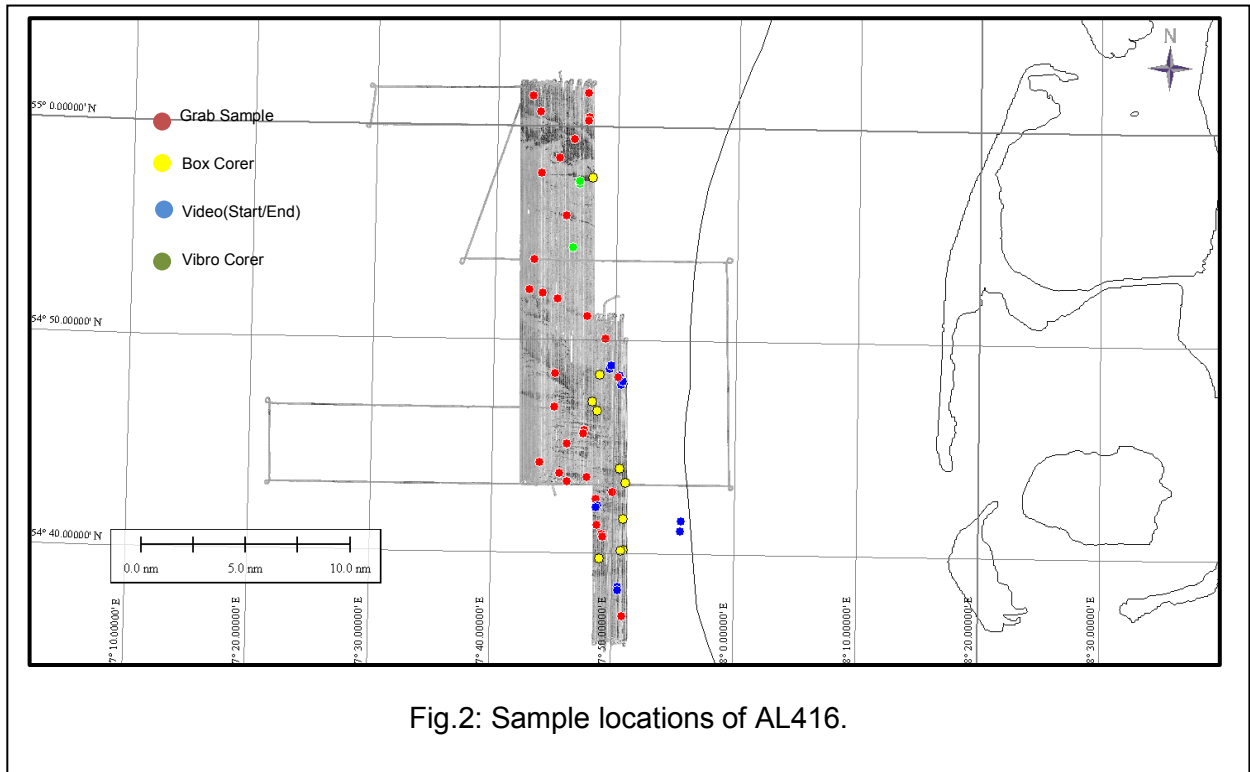 N
55° 0.00000' N
Grab Sample
Box Corer
Video(Start/End)
Vibro Corer
54° 50.00000' N
54° 40.00000' N
0.0 nm 5.0 nm 10.0 nm
7° 10.00000' E
7° 20.00000' E
7° 30.00000' E
7° 40.00000' E
7° 50.00000' E
8° 0.00000' E
8° 10.00000' E
8° 20.00000' E
8° 30.00000' E
Fig.2: Sample locations of AL416.